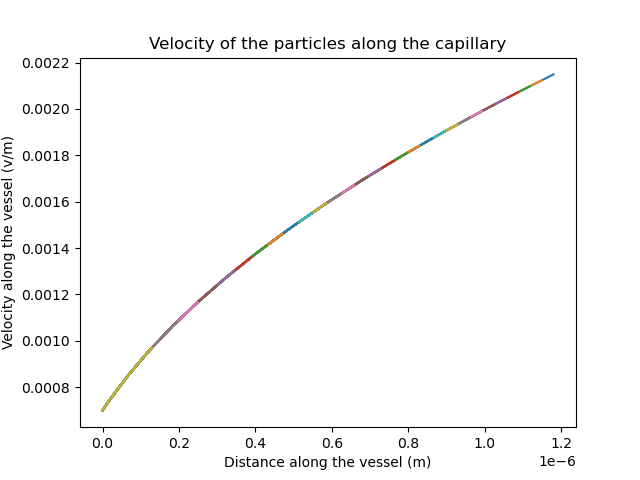 Velocity of the particles along the capillary
0.0022
0.0020
0.0018
0.0016
0.0014
0.0012
0.0010
0.0008
Velocity along the vessel (v/m)
0.0 0.2 0.4 0.6 0.8 1.0 1.2
1e−6
Distance along the vessel (m)